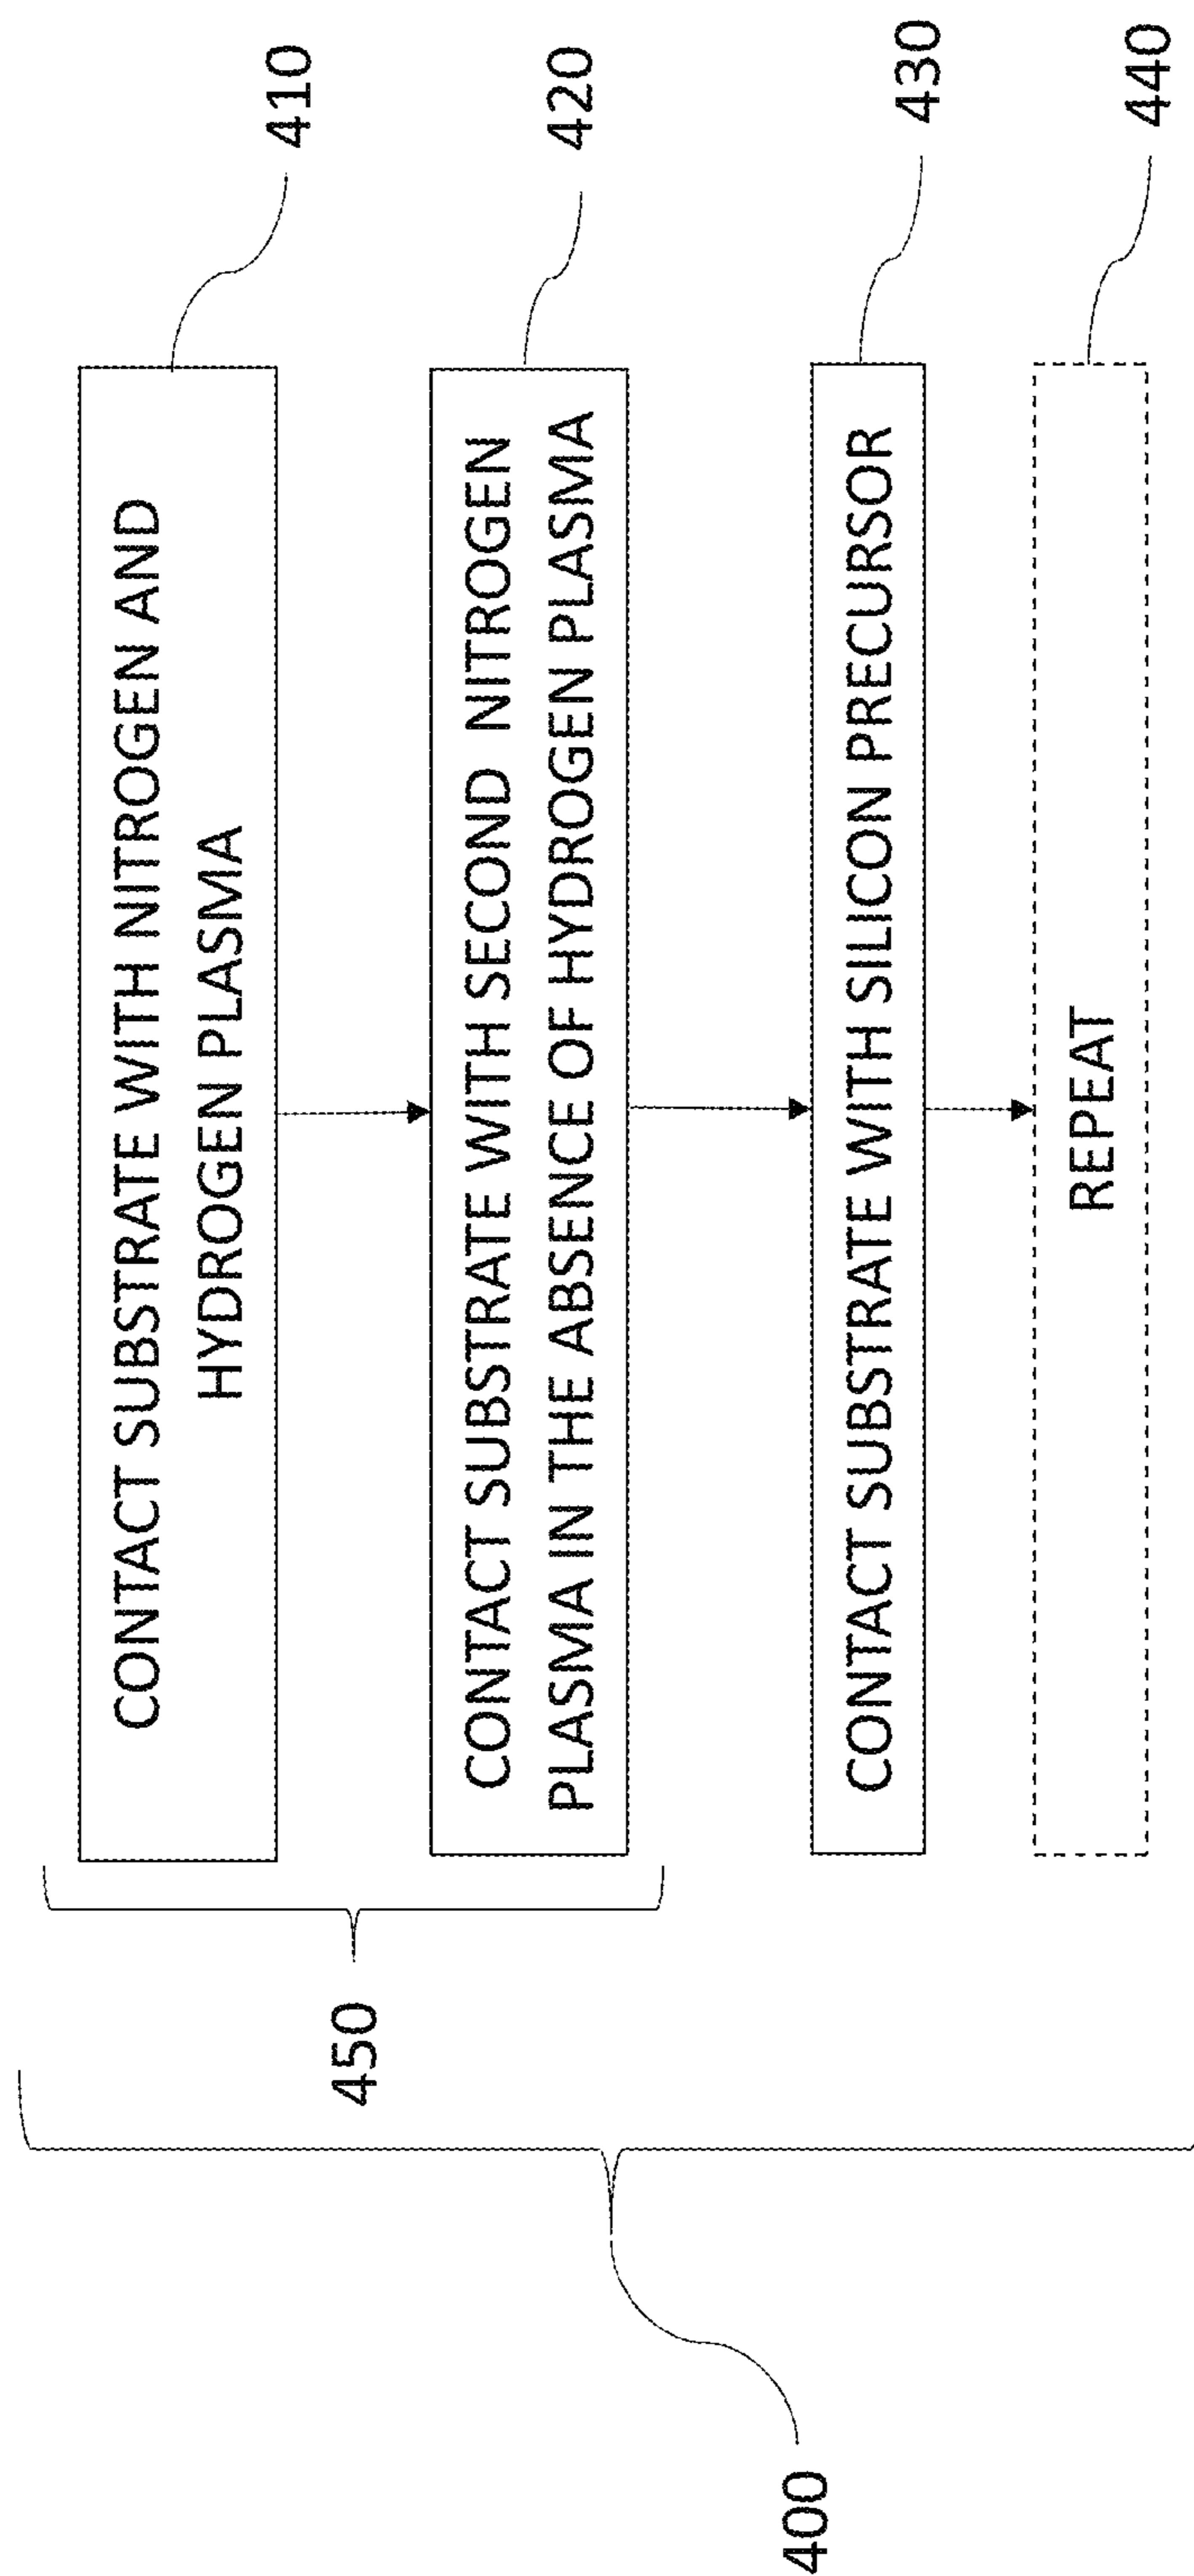 CONTACT SUBSTRATE WITH NITROGEN AND
HYDROGEN PLASMA
410
CONTACT SUBSTRATE WITH SECOND NITROGEN
PLASMA IN THE ABSENCE OF HYDROGEN PLASMA
420
450
CONTACT SUBSTRATE WITH SILICON PRECURSOR
430
REPEAT
440
400